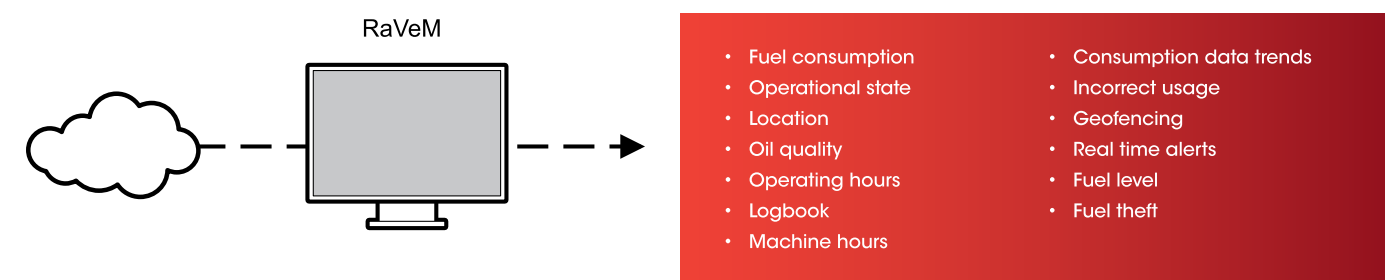 RaVeM
• Fuel consumption
• Operational state
• Location
• Oil quality
• Operating hours
• Logbook
• Machine hours
• Consumption data trends
• Incorrect usage
• Geofencing
• Real time alerts
• Fuel level
• Fuel theft